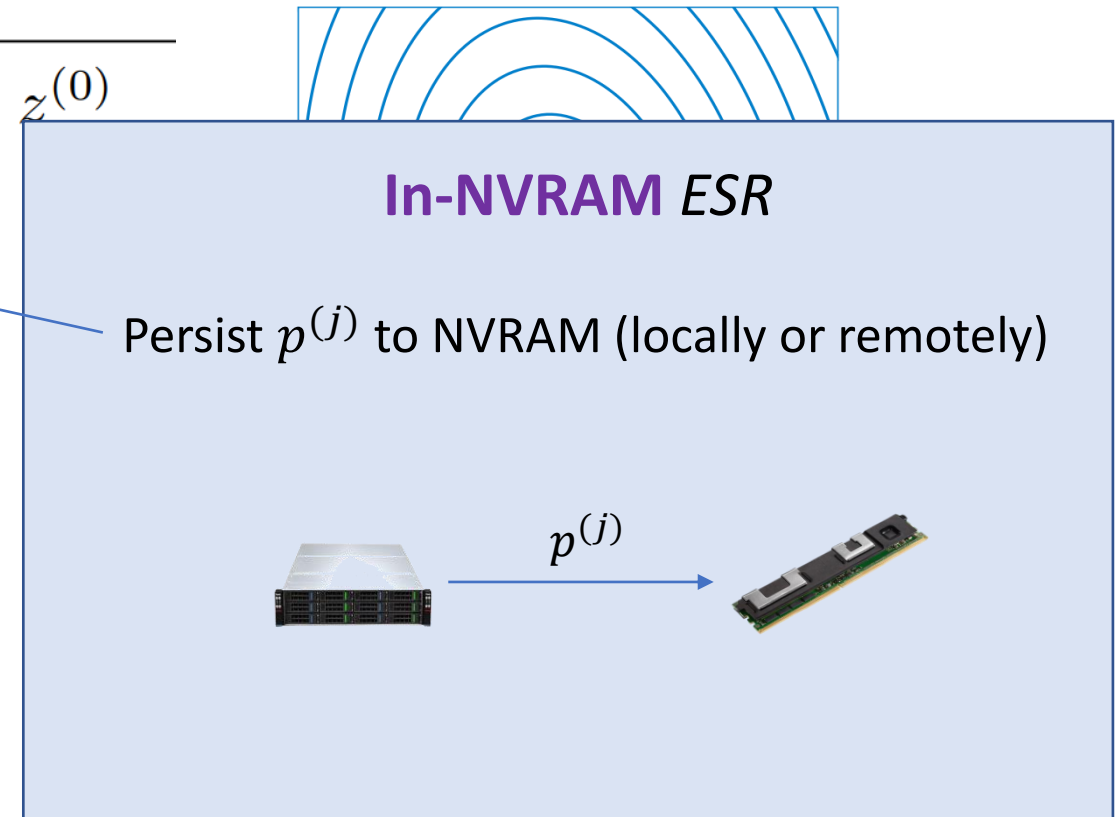 z^{(0)}
In-NVRAM ESR
Persist p^{(j)} to NVRAM (locally or remotely)
p^{(j)}